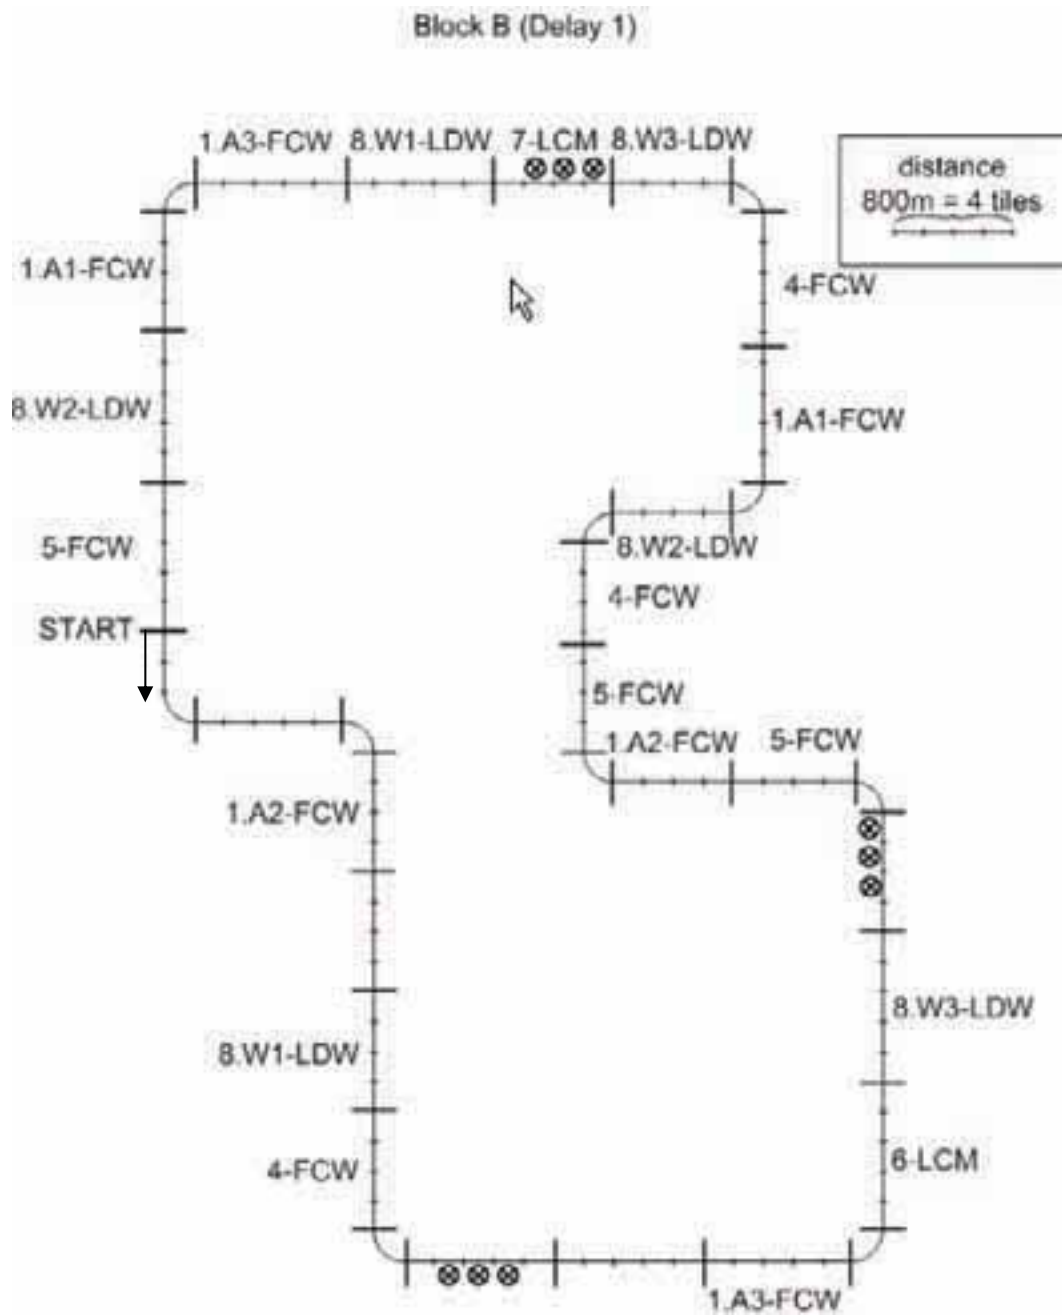 Block B (Delay 1)
1.A3-FCW 8.W1-LDW 7-LCM 8.W3-LDW
distance
800m = 4 tiles
1.A1-FCW
4-FCW
8.W2-LDW
1.A1-FCW
5-FCW
8.W2-LDW
4-FCW
START
5-FCW
1.A2-FCW 5-FCW
1.A2-FCW
8.W3-LDW
8.W1-LDW
6-LCM
4-FCW
1.A3-FCW